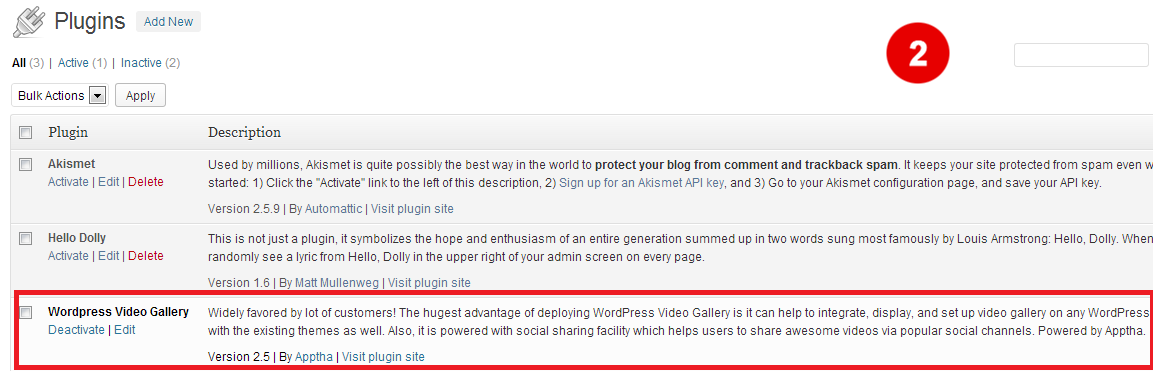 Plugins Add New
2
All (3) | Active (1) | Inactive (2)
Bulk Actions Apply
Plugin Description
Akismet Used by millions, Akismet is quite possibly the best way in the world to protect your blog from comment and trackback spam. It keeps your site protected from spam even w
Activate | Edit | Delete started: 1) Click the "Activate" link to the left of this description, 2) Sign up for an Akismet API key, and 3) Go to your Akismet configuration page, and save your API key.
Version 2.5.9 | By Automattic | Visit plugin site
Hello Dolly This is not just a plugin, it symbolizes the hope and enthusiasm of an entire generation summed up in two words sung most famously by Louis Armstrong: Hello, Dolly. When
Activate | Edit | Delete randomly see a lyric from Hello, Dolly in the upper right of your admin screen on every page.
Version 1.6 | By Matt Mullenweg | Visit plugin site
Wordpress Video Gallery Widely favored by lot of customers! The hugest advantage of deploying WordPress Video Gallery is it can help to integrate, display, and set up video gallery on any WordPress
Deactivate | Edit with the existing themes as well. Also, it is powered with social sharing facility which helps users to share awesome videos via popular social channels. Powered by Apptha.
Version 2.5 | By Apptha | Visit plugin site